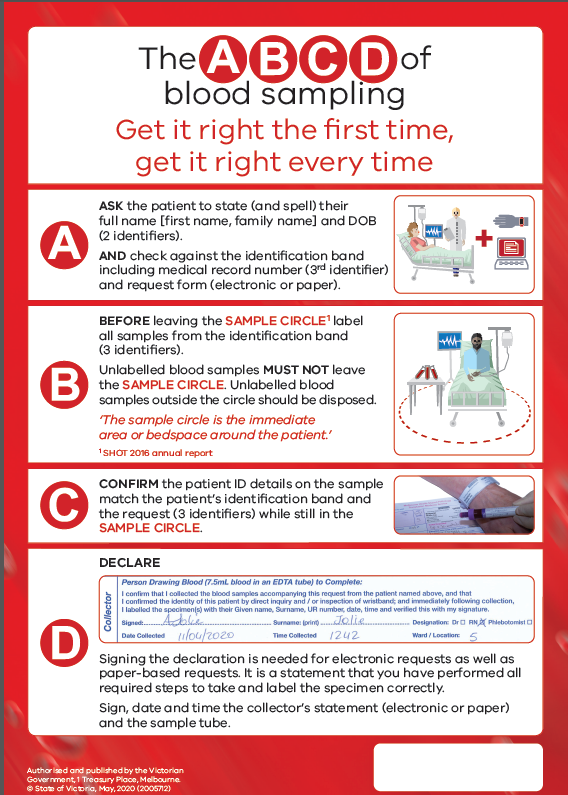 The A B C D of
blood sampling
Get it right the first time,
get it right every time
A
ASK the patient to state (and spell) their
full name [first name, family name] and DOB
(2 identifiers).
AND check against the identification band
including medical record number (3rd identifier)
and request form (electronic or paper).
B
BEFORE leaving the SAMPLE CIRCLE¹ label
all samples from the identification band
(3 identifiers).
Unlabelled blood samples MUST NOT leave
the SAMPLE CIRCLE. Unlabelled blood
samples outside the circle should be disposed.
‘The sample circle is the immediate
area or bedspace around the patient.’
¹ SHOT 2016 annual report
C
CONFIRM the patient ID details on the sample
match the patient’s identification band and
the request (3 identifiers) while still in the
SAMPLE CIRCLE.
D
DECLARE
Collector
Person Drawing Blood (7.5mL blood in an EDTA tube) to Complete:
I confirm that I collected the blood samples accompanying this request from the patient named above, and that
I confirmed the identity of this patient by direct inquiry and / or inspection of wristband; and immediately following collection,
I labelled the specimen(s) with their Given name, Surname, UR number, date, time and verified this with my signature.
Signed: A Jolie Surname: (print) Jolie Designation: Dr ☐ RN ☒ Phlebotomist ☐
Date Collected 11/04/2020 Time Collected 1242 Ward / Location: 5
Signing the declaration is needed for electronic requests as well as
paper-based requests. It is a statement that you have performed all
required steps to take and label the specimen correctly.
Sign, date and time the collector’s statement (electronic or paper)
and the sample tube.
Authorised and published by the Victorian
Government, 1 Treasury Place, Melbourne.
© State of Victoria, May, 2020 (2005712)